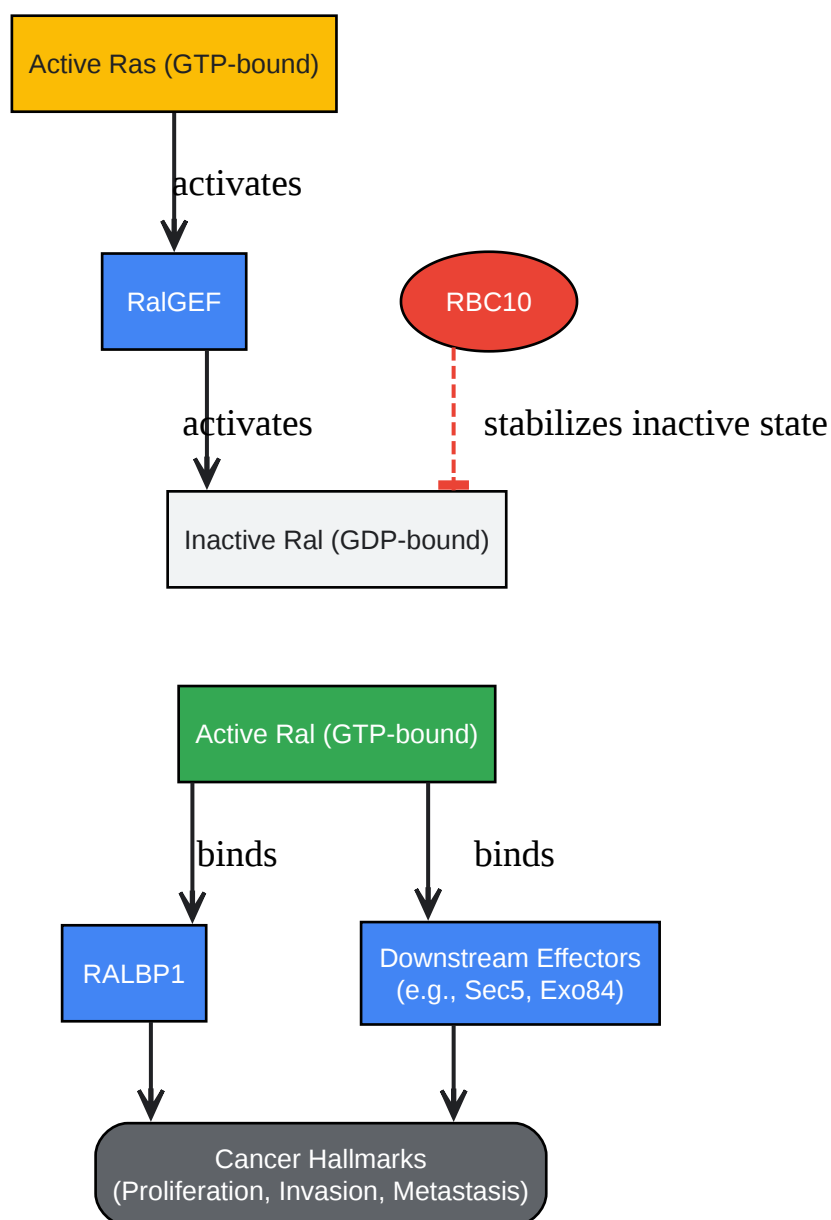 Active Ras (GTP-bound)
activates
RalGEF
RBC10
activates
stabilizes inactive state
Inactive Ral (GDP-bound)
Active Ral (GTP-bound)
binds
binds
RALBP1
Downstream Effectors
(e.g., Sec5, Exo84)
Cancer Hallmarks
(Proliferation, Invasion, Metastasis)